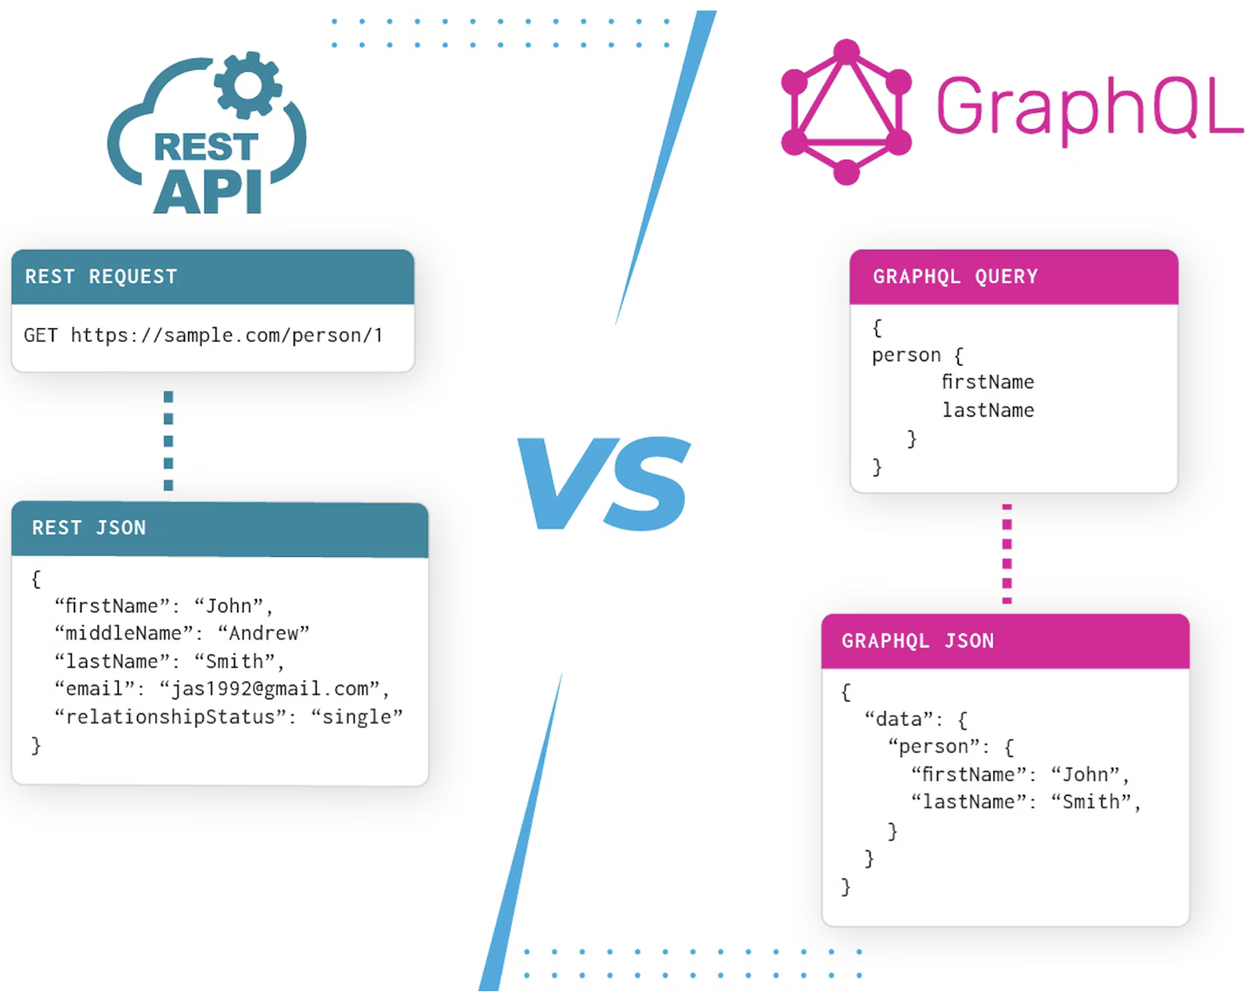 REST
API
REST REQUEST
GET https://sample.com/person/1
REST JSON
{
“firstName”: “John”,
“middleName”: “Andrew”
“lastName”: “Smith”,
“email”: “jas1992@gmail.com”,
“relationshipStatus”: “single”
}
VS
GraphQL
GRAPHQL QUERY
{
person {
firstName
lastName
}
}
GRAPHQL JSON
{
“data”: {
“person”: {
“firstName”: “John”,
“lastName”: “Smith”,
}
}
}